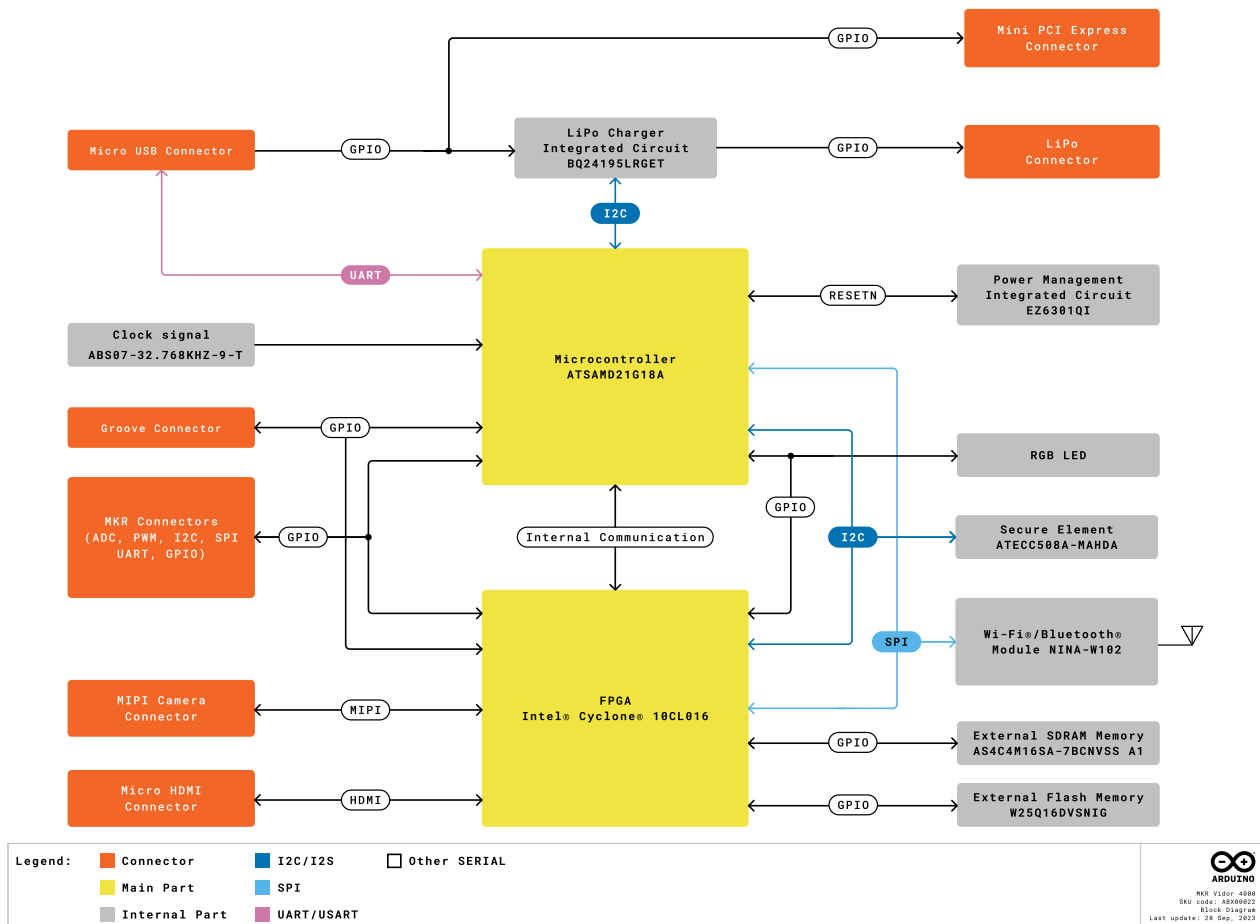 GPIO
Mini PCI Express
Connector
Micro USB Connector
GPIO
LiPo Charger
Integrated Circuit
BQ24195LRGET
GPIO
LiPo
Connector
I2C
UART
Power Management
Integrated Circuit
EZ6301QI
RESETN
Clock signal
ABS07-32.768KHZ-9-T
Microcontroller
ATSAMD21G18A
Groove Connector
GPIO
RGB LED
GPIO
MKR Connectors
(ADC, PWM, I2C, SPI
UART, GPIO)
GPIO
Internal Communication
I2C
Secure Element
ATECC508A-MAHDA
SPI
Wi-Fi®/Bluetooth®
Module NINA-W102
MIPI Camera
Connector
MIPI
FPGA
Intel® Cyclone® 10CL016
GPIO
External SDRAM Memory
AS4C4M16SA-7BCNVSS A1
Micro HDMI
Connector
HDMI
GPIO
External Flash Memory
W25Q16DVSNIG
Legend:
Connector
I2C/I2S
Other SERIAL
Main Part
SPI
Internal Part
UART/USART
ARDUINO
MKR Vidor 4000
SKU code: ABX00022
Block Diagram
Last update: 28 Sep, 2023